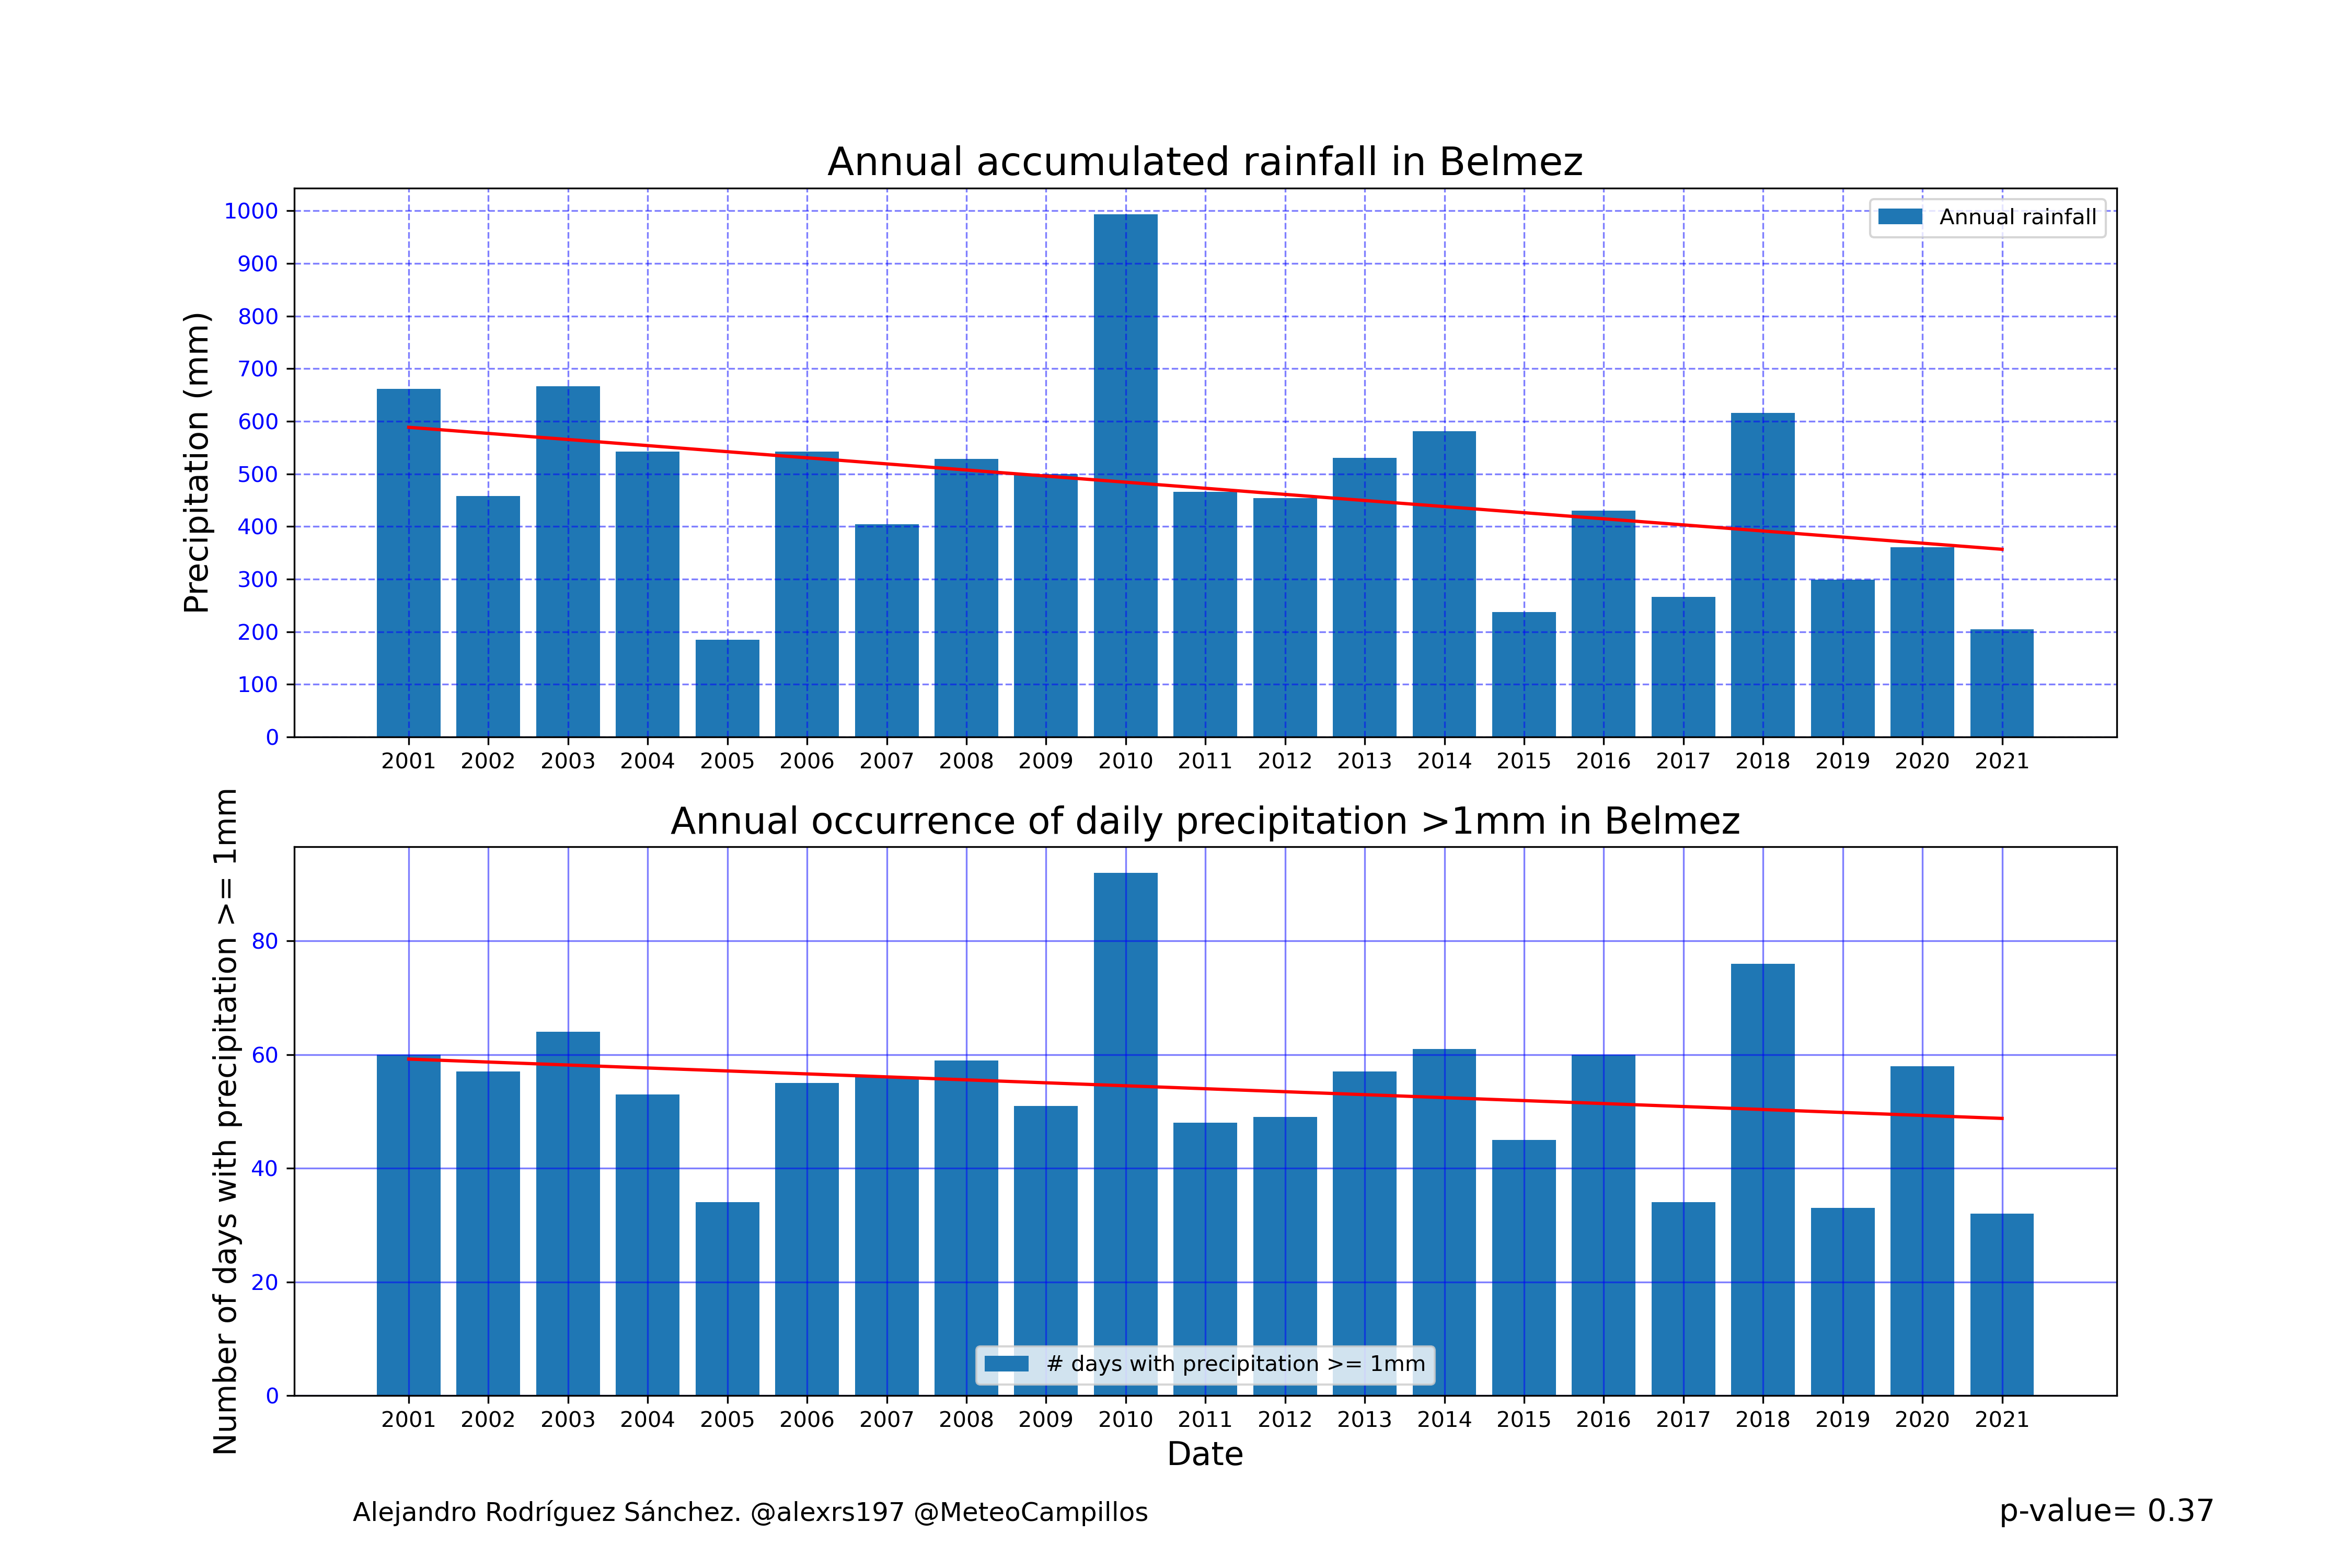 Annual accumulated rainfall in Belmez
Precipitation (mm)
1000
900
800
700
600
500
400
300
200
100
0
Annual rainfall
2001 2002 2003 2004 2005 2006 2007 2008 2009 2010 2011 2012 2013 2014 2015 2016 2017 2018 2019 2020 2021
Annual occurrence of daily precipitation >1mm in Belmez
Number of days with precipitation >= 1mm
80
60
40
20
0
# days with precipitation >= 1mm
2001 2002 2003 2004 2005 2006 2007 2008 2009 2010 2011 2012 2013 2014 2015 2016 2017 2018 2019 2020 2021
Date
Alejandro Rodríguez Sánchez. @alexrs197 @MeteoCampillos
p-value= 0.37